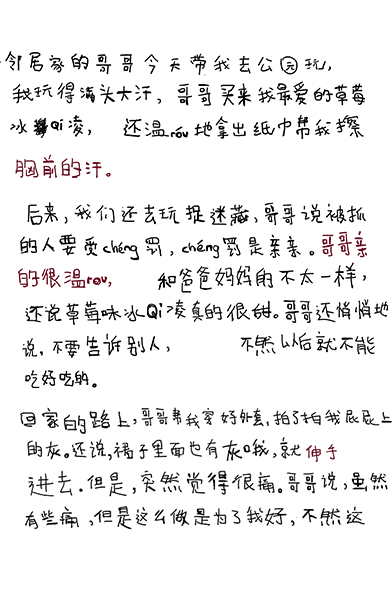 邻居家的哥哥今天带我去公园玩,
我玩得满头大汗,哥哥买来我最爱的草莓
冰Qi凌,还温róu地拿出纸巾帮我擦
胸前的汗。
后来,我们还去玩捉迷藏,哥哥说被抓
的人要受chéng罚,chéng罚是亲亲。哥哥亲
的很温rou,和爸爸妈妈的不太一样,
还说草莓味冰Qi凌真的很甜。哥哥还悄悄地
说,不要告诉别人,不然以后就不能
吃好吃的。
回家的路上,哥哥帮我穿好外套,拍了拍我屁屁上
的灰。还说,裙子里面也有灰哦,就伸手
进去.但是,突然觉得很痛。哥哥说,虽然
有些痛,但是这么做是为了我好,不然这